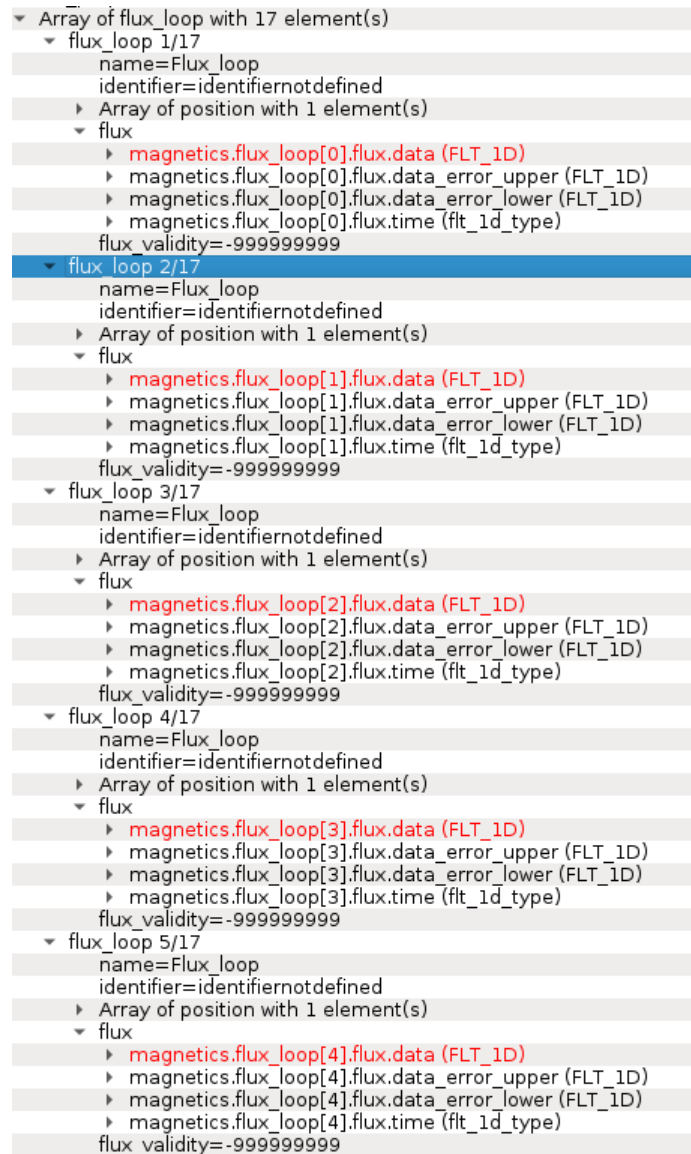 Array of flux_loop with 17 element(s)
flux_loop 1/17
name=Flux_loop
identifier=identifiernotdefined
Array of position with 1 element(s)
flux
magnetics.flux_loop[0].flux.data (FLT_1D)
magnetics.flux_loop[0].flux.data_error_upper (FLT_1D)
magnetics.flux_loop[0].flux.data_error_lower (FLT_1D)
magnetics.flux_loop[0].flux.time (flt_1d_type)
flux_validity=-999999999
flux_loop 2/17
name=Flux_loop
identifier=identifiernotdefined
Array of position with 1 element(s)
flux
magnetics.flux_loop[1].flux.data (FLT_1D)
magnetics.flux_loop[1].flux.data_error_upper (FLT_1D)
magnetics.flux_loop[1].flux.data_error_lower (FLT_1D)
magnetics.flux_loop[1].flux.time (flt_1d_type)
flux_validity=-999999999
flux_loop 3/17
name=Flux_loop
identifier=identifiernotdefined
Array of position with 1 element(s)
flux
magnetics.flux_loop[2].flux.data (FLT_1D)
magnetics.flux_loop[2].flux.data_error_upper (FLT_1D)
magnetics.flux_loop[2].flux.data_error_lower (FLT_1D)
magnetics.flux_loop[2].flux.time (flt_1d_type)
flux_validity=-999999999
flux_loop 4/17
name=Flux_loop
identifier=identifiernotdefined
Array of position with 1 element(s)
flux
magnetics.flux_loop[3].flux.data (FLT_1D)
magnetics.flux_loop[3].flux.data_error_upper (FLT_1D)
magnetics.flux_loop[3].flux.data_error_lower (FLT_1D)
magnetics.flux_loop[3].flux.time (flt_1d_type)
flux_validity=-999999999
flux_loop 5/17
name=Flux_loop
identifier=identifiernotdefined
Array of position with 1 element(s)
flux
magnetics.flux_loop[4].flux.data (FLT_1D)
magnetics.flux_loop[4].flux.data_error_upper (FLT_1D)
magnetics.flux_loop[4].flux.data_error_lower (FLT_1D)
magnetics.flux_loop[4].flux.time (flt_1d_type)
flux_validity=-999999999